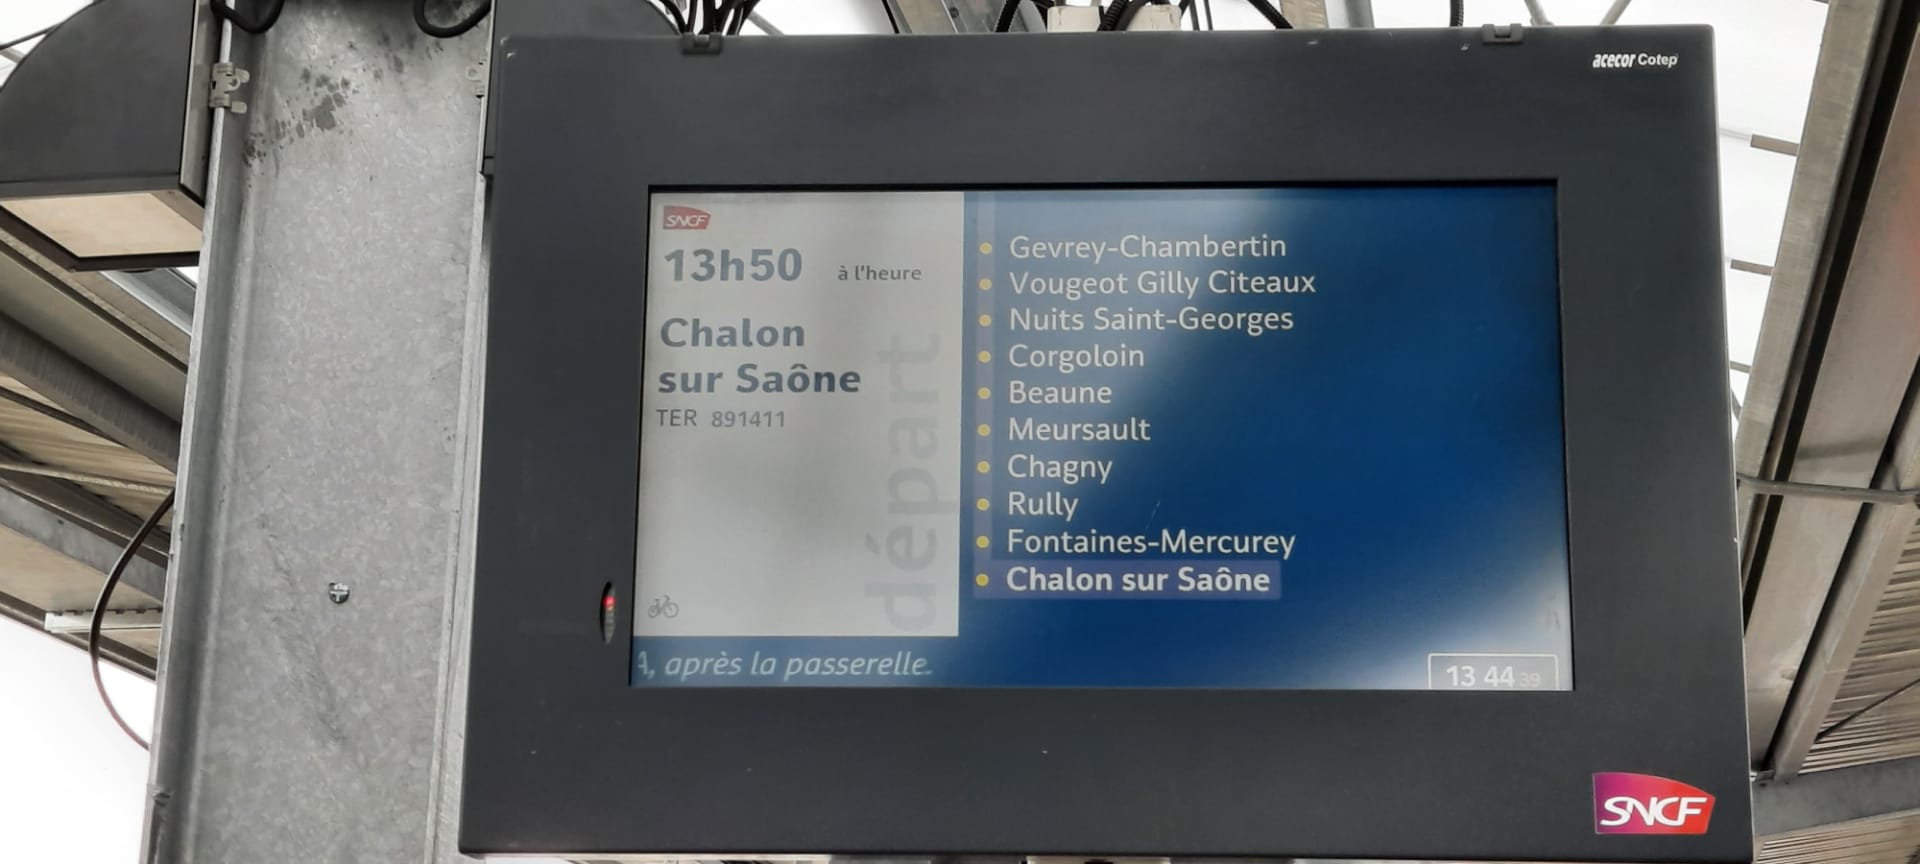 acecor Cotep
SNCF
13h50 à l'heure
Chalon
sur Saône
TER 891411
départ
Gevrey-Chambertin
Vougeot Gilly Citeaux
Nuits Saint-Georges
Corgoloin
Beaune
Meursault
Chagny
Rully
Fontaines-Mercurey
Chalon sur Saône
, après la passerelle.
13 44 39
SNCF